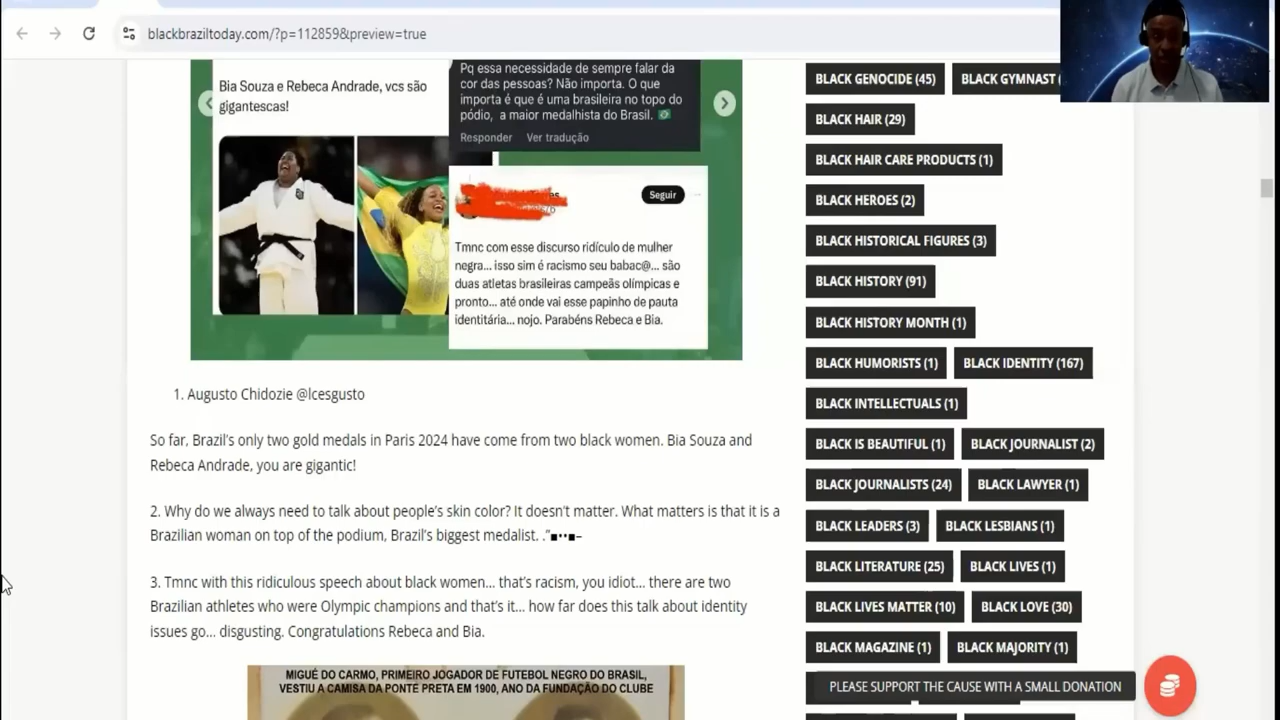 blackbraziltoday.com/?p=112859&preview=true
Bia Souza e Rebeca Andrade, vcs são
gigantescas!
Pq essa necessidade de sempre falar da
cor das pessoas? Não importa. O que
importa é que é uma brasileira no topo do
pódio, a maior medalhista do Brasil. 🇧🇷
Responder Ver tradução
Seguir
Tmnc com esse discurso ridículo de mulher
negra... isso sim é racismo seu babac@... são
duas atletas brasileiras campeãs olímpicas e
pronto... até onde vai esse papinho de pauta
identitária... nojo. Parabéns Rebeca e Bia.
1. Augusto Chidozie @lcesgusto
So far, Brazil's only two gold medals in Paris 2024 have come from two black women. Bia Souza and
Rebeca Andrade, you are gigantic!
2. Why do we always need to talk about people's skin color? It doesn't matter. What matters is that it is a
Brazilian woman on top of the podium, Brazil's biggest medalist. ."■••■–
3. Tmnc with this ridiculous speech about black women... that's racism, you idiot... there are two
Brazilian athletes who were Olympic champions and that's it... how far does this talk about identity
issues go... disgusting. Congratulations Rebeca and Bia.
MIGUÉ DO CARMO, PRIMEIRO JOGADOR DE FUTEBOL NEGRO DO BRASIL,
VESTIU A CAMISA DA PONTE PRETA EM 1900, ANO DA FUNDAÇÃO DO CLUBE
BLACK GENOCIDE (45) BLACK GYMNAST
BLACK HAIR (29)
BLACK HAIR CARE PRODUCTS (1)
BLACK HEROES (2)
BLACK HISTORICAL FIGURES (3)
BLACK HISTORY (91)
BLACK HISTORY MONTH (1)
BLACK HUMORISTS (1) BLACK IDENTITY (167)
BLACK INTELLECTUALS (1)
BLACK IS BEAUTIFUL (1) BLACK JOURNALIST (2)
BLACK JOURNALISTS (24) BLACK LAWYER (1)
BLACK LEADERS (3) BLACK LESBIANS (1)
BLACK LITERATURE (25) BLACK LIVES (1)
BLACK LIVES MATTER (10) BLACK LOVE (30)
BLACK MAGAZINE (1) BLACK MAJORITY (1)
PLEASE SUPPORT THE CAUSE WITH A SMALL DONATION